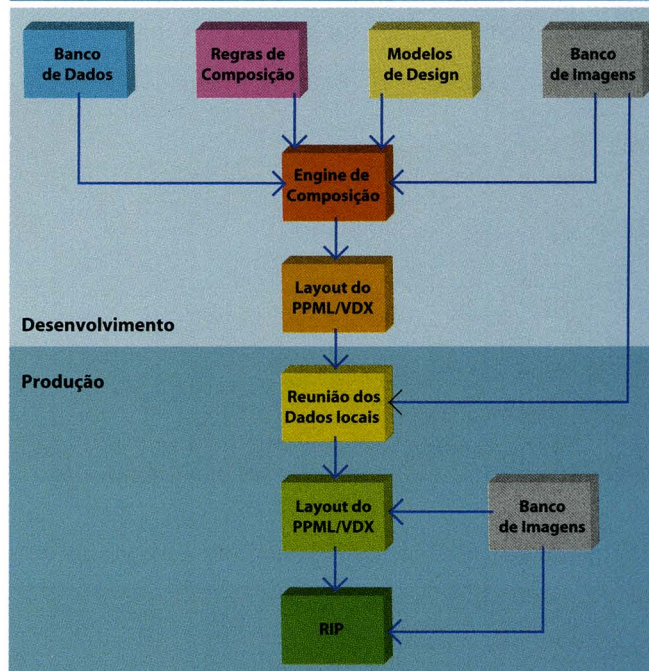 Banco
de Dados
Regras de
Composição
Modelos
de Design
Banco
de Imagens
Engine de
Composição
Layout do
PPML/VDX
Desenvolvimento
Produção
Reunião dos
Dados locais
Layout do
PPML/VDX
Banco
de Imagens
RIP